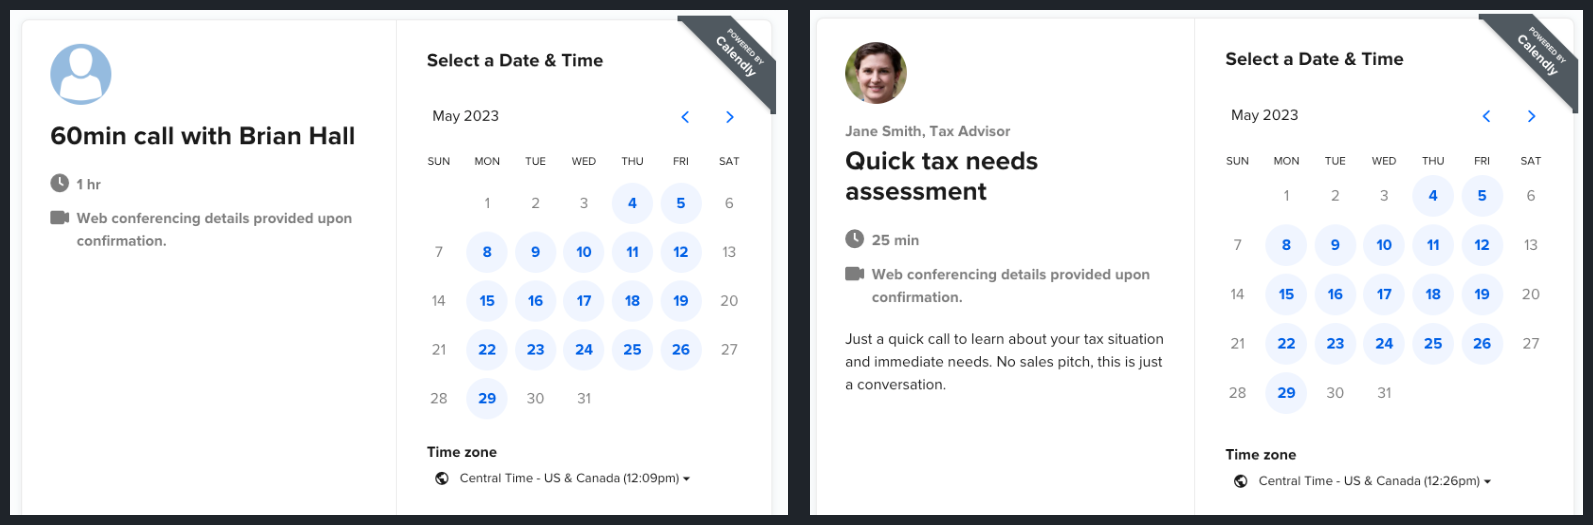 60min call with Brian Hall
1 hr
Web conferencing details provided upon
confirmation.
Select a Date & Time
POWERED BY
Calendly
May 2023
SUN MON TUE WED THU FRI SAT
1 2 3 4 5 6
7 8 9 10 11 12 13
14 15 16 17 18 19 20
21 22 23 24 25 26 27
28 29 30 31
Time zone
Central Time - US & Canada (12:09pm)
Jane Smith, Tax Advisor
Quick tax needs
assessment
25 min
Web conferencing details provided upon
confirmation.
Just a quick call to learn about your tax situation
and immediate needs. No sales pitch, this is just
a conversation.
Select a Date & Time
POWERED BY
Calendly
May 2023
SUN MON TUE WED THU FRI SAT
1 2 3 4 5 6
7 8 9 10 11 12 13
14 15 16 17 18 19 20
21 22 23 24 25 26 27
28 29 30 31
Time zone
Central Time - US & Canada (12:26pm)